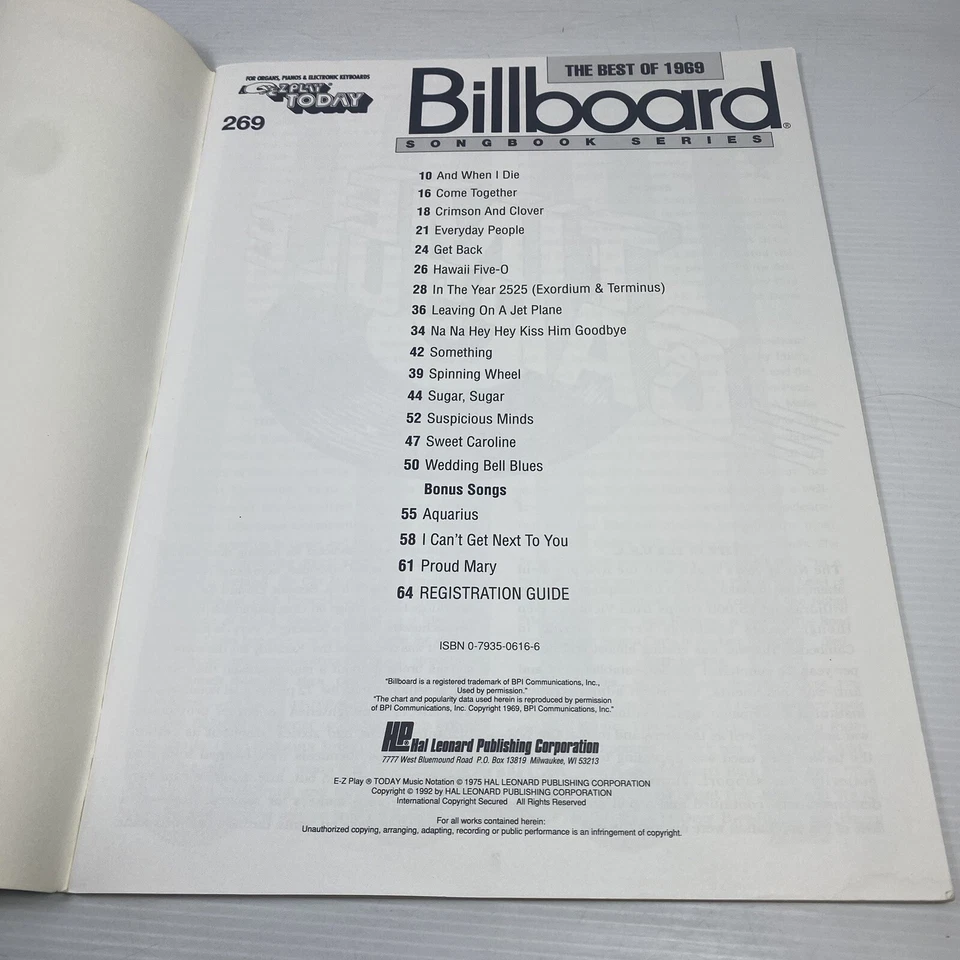 FOR ORGANS, PIANOS & ELECTRONIC KEYBOARDS
E-Z PLAY®
TODAY
269
THE BEST OF 1969
Billboard®
SONGBOOK SERIES
10 And When I Die
16 Come Together
18 Crimson And Clover
21 Everyday People
24 Get Back
26 Hawaii Five-O
28 In The Year 2525 (Exordium & Terminus)
36 Leaving On A Jet Plane
34 Na Na Hey Hey Kiss Him Goodbye
42 Something
39 Spinning Wheel
44 Sugar, Sugar
52 Suspicious Minds
47 Sweet Caroline
50 Wedding Bell Blues
Bonus Songs
55 Aquarius
58 I Can't Get Next To You
61 Proud Mary
64 REGISTRATION GUIDE
ISBN 0-7935-0616-6
"Billboard is a registered trademark of BPI Communications, Inc.,
Used by permission."
"The chart and popularity data used herein is reproduced by permission
of BPI Communications, Inc. Copyright 1969, BPI Communications, Inc."
HL® Hal Leonard Publishing Corporation
7777 West Bluemound Road P.O. Box 13819 Milwaukee, WI 53213
E-Z Play ® TODAY Music Notation © 1975 HAL LEONARD PUBLISHING CORPORATION
Copyright © 1992 by HAL LEONARD PUBLISHING CORPORATION
International Copyright Secured All Rights Reserved
For all works contained herein:
Unauthorized copying, arranging, adapting, recording or public performance is an infringement of copyright.